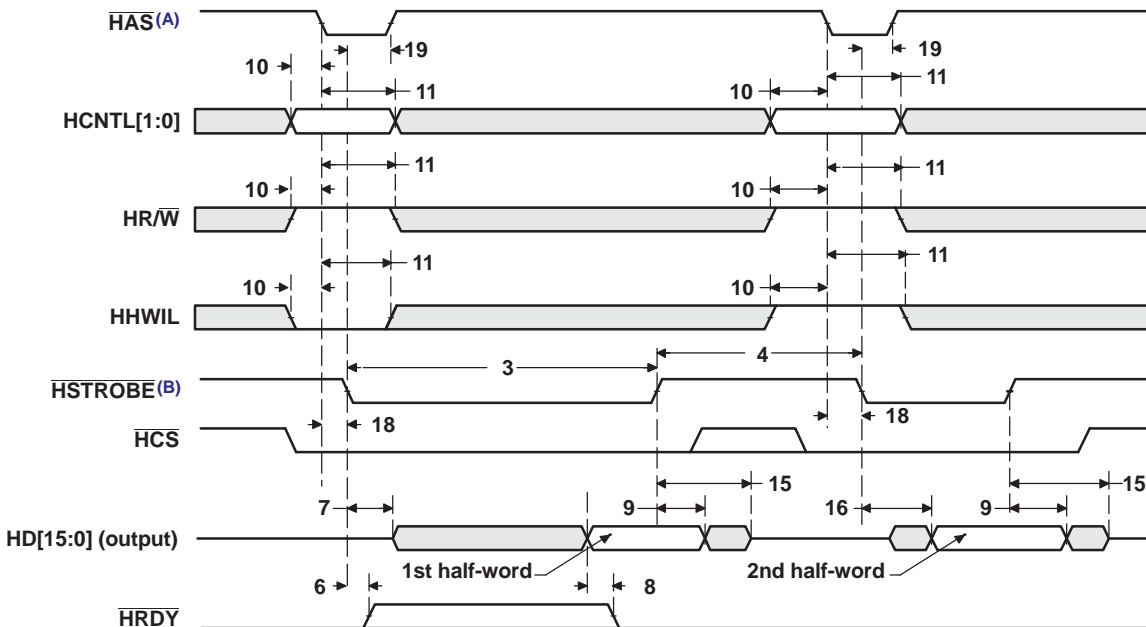 HAS(A)
19
19
10
11
10
11
HCNTL[1:0]
11
11
10
10
HR/W
11
11
10
10
HHWIL
3
4
HSTROBE(B)
18
18
HCS
15
15
7
9
16
9
HD[15:0] (output)
1st half-word
2nd half-word
6
8
HRDY